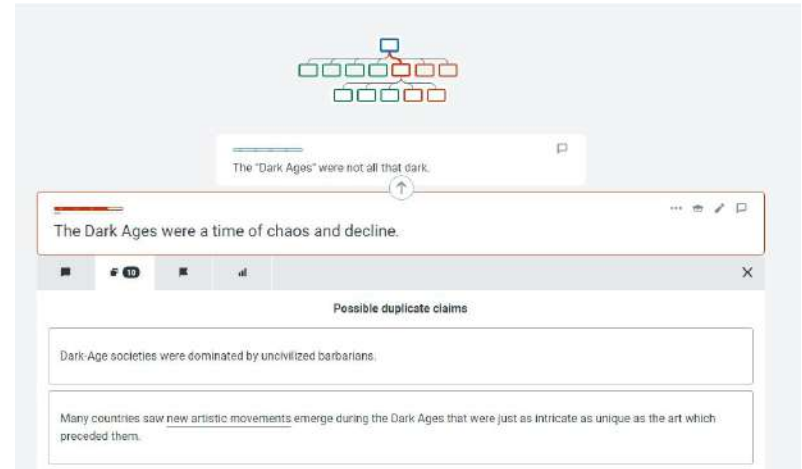 The "Dark Ages" were not all that dark.
The Dark Ages were a time of chaos and decline.
10
Possible duplicate claims
Dark-Age societies were dominated by uncivilized barbarians.
Many countries saw new artistic movements emerge during the Dark Ages that were just as intricate as unique as the art which
preceded them.